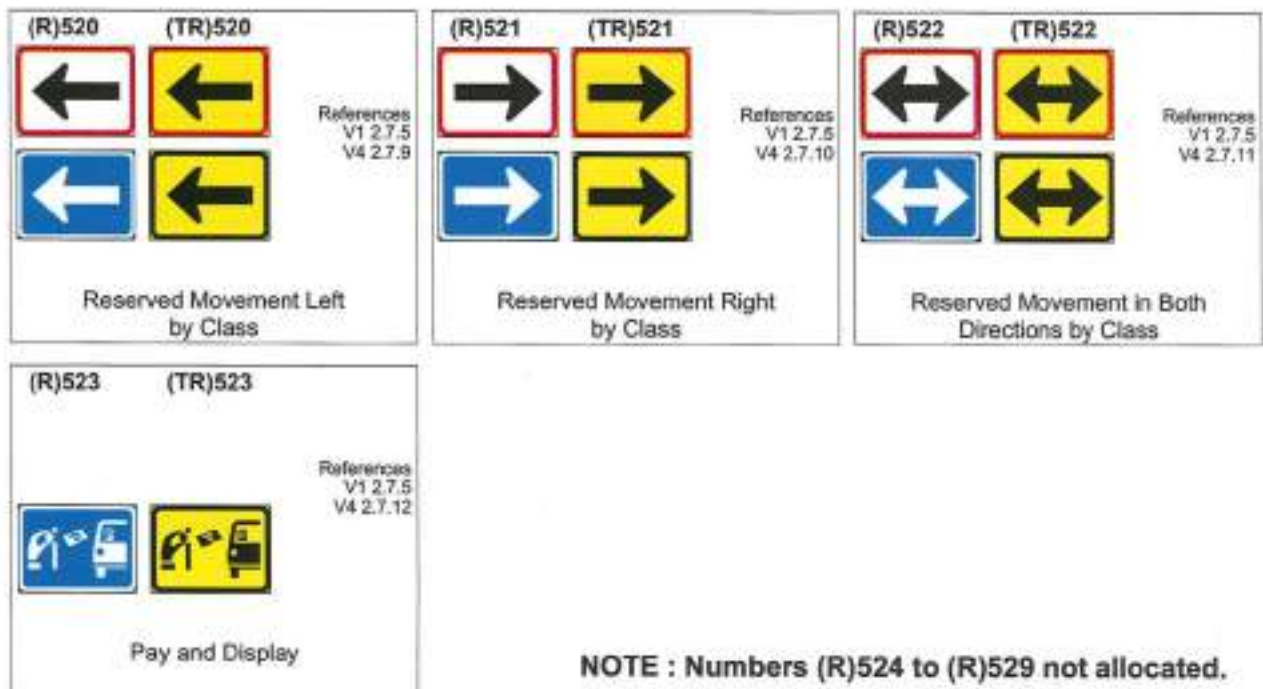 (R)520 (TR)520
References
V1 2.7.5
V4 2.7.9
Reserved Movement Left
by Class
(R)521 (TR)521
References
V1 2.7.5
V4 2.7.10
Reserved Movement Right
by Class
(R)522 (TR)522
References
V1 2.7.5
V4 2.7.11
Reserved Movement in Both
Directions by Class
(R)523 (TR)523
References
V1 2.7.5
V4 2.7.12
Pay and Display
NOTE : Numbers (R)524 to (R)529 not allocated.